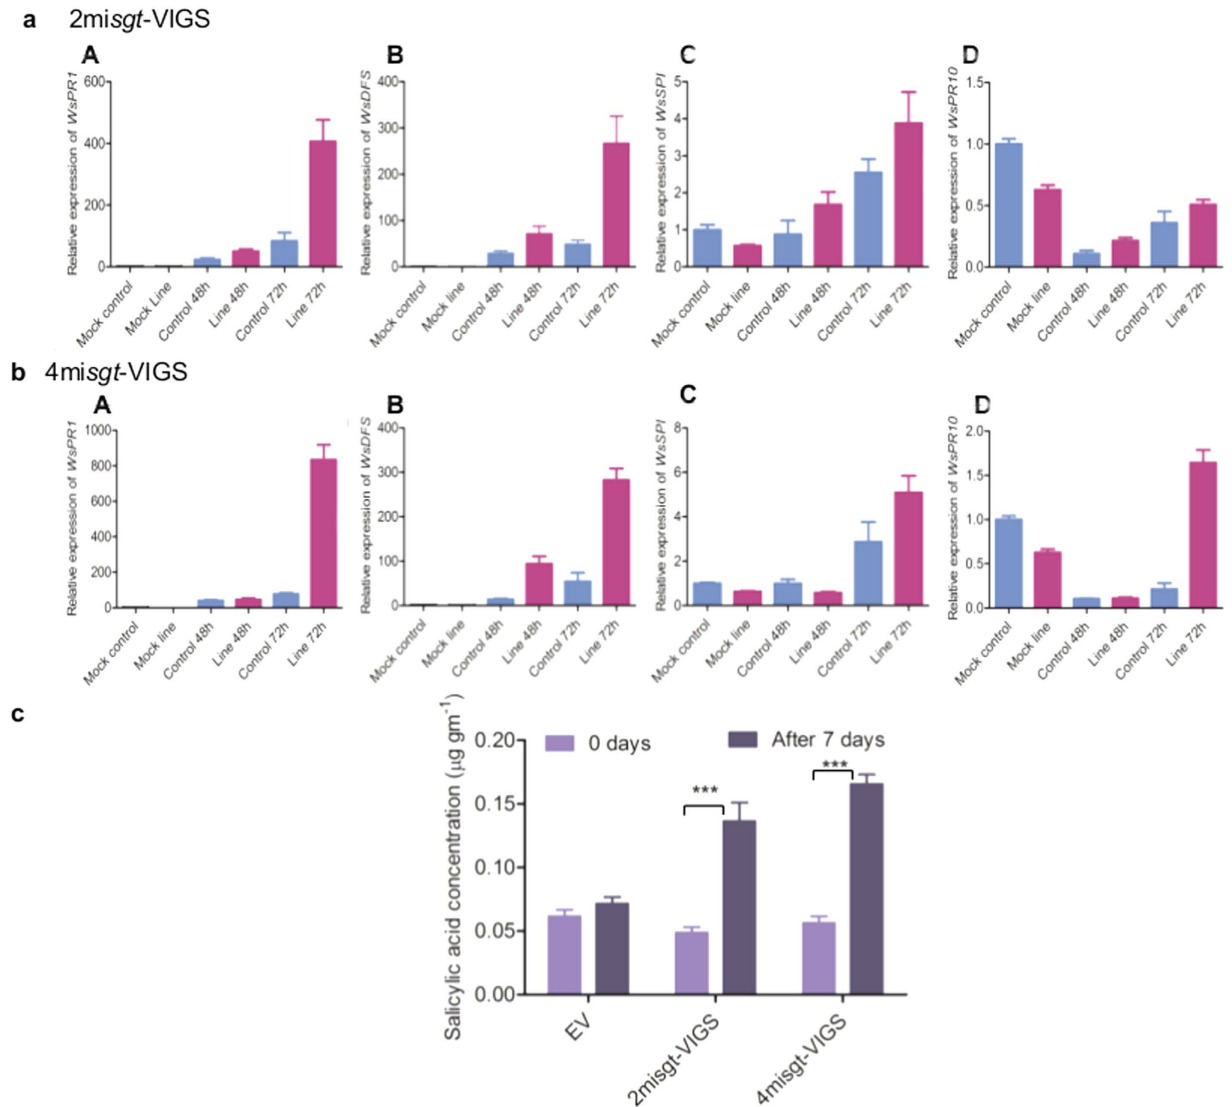 a 2misgt-VIGS
A
Relative expression of WsPR1
600
400
200
0
Mock control
Mock Line
Control 48h
Line 48h
Control 72h
Line 72h
B
Relative expression of WsDFS
400
300
200
100
0
Mock control
Mock line
Control 48h
Line 48h
Control 72h
Line 72h
C
Relative expression of WsSPI
5
4
3
2
1
0
Mock control
Mock line
Control 48h
Line 48h
Control 72h
Line 72h
D
Relative expression of WsPR10
1.5
1.0
0.5
0.0
Mock control
Mock line
Control 48h
Line 48h
Control 72h
Line 72h
b 4misgt-VIGS
A
Relative expression of WsPR1
1000
800
600
400
200
0
Mock control
Mock line
Control 48h
Line 48h
Control 72h
Line 72h
B
Relative expression of WsDFS
400
300
200
100
0
Mock control
Mock line
Control 48h
Line 48h
Control 72h
Line 72h
C
Relative expression of WsSPI
8
6
4
2
0
Mock control
Mock line
Control 48h
Line 48h
Control 72h
Line 72h
D
Relative expression of WsPR10
2.0
1.5
1.0
0.5
0.0
Mock control
Mock line
Control 48h
Line 48h
Control 72h
Line 72h
c
Salicylic acid concentration (µg gm⁻¹)
0.20
0.15
0.10
0.05
0.00
0 days
After 7 days
***
***
EV
2misgt-VIGS
4misgt-VIGS